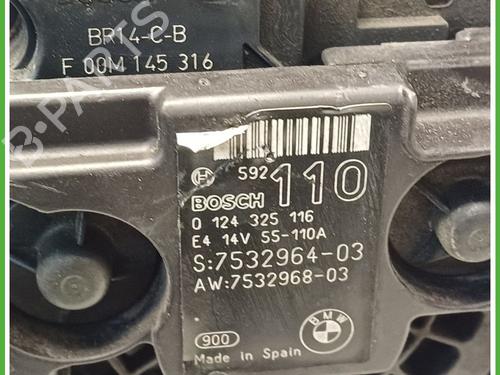 BR14-C-B
F 00M 145 316
592
110
BOSCH
0 124 325 116
E4 14V 55-110A
S:7532964-03
AW:7532968-03
BMW
900
Made in Spain
B-PARTS